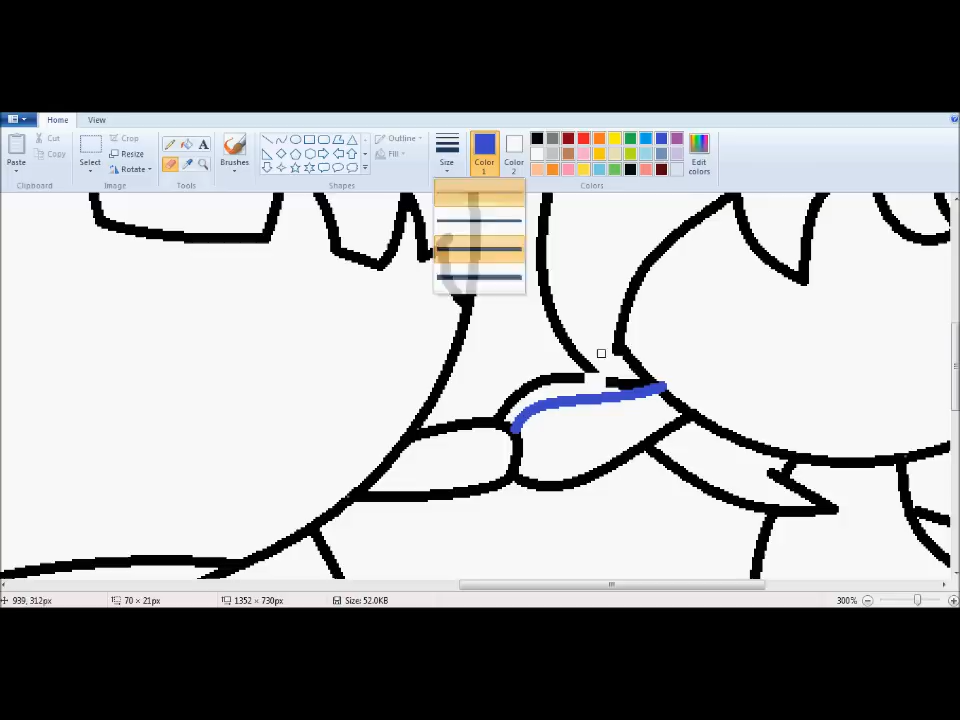 Home View
Cut
Copy
Paste
Clipboard
Crop
Resize
Rotate
Select
Image
A
Tools
Brushes
Outline
Fill
Shapes
Size
Color
1
Color
2
Edit
colors
Colors
939, 312px
70 × 21px
1352 × 730px
Size: 52.0KB
300%